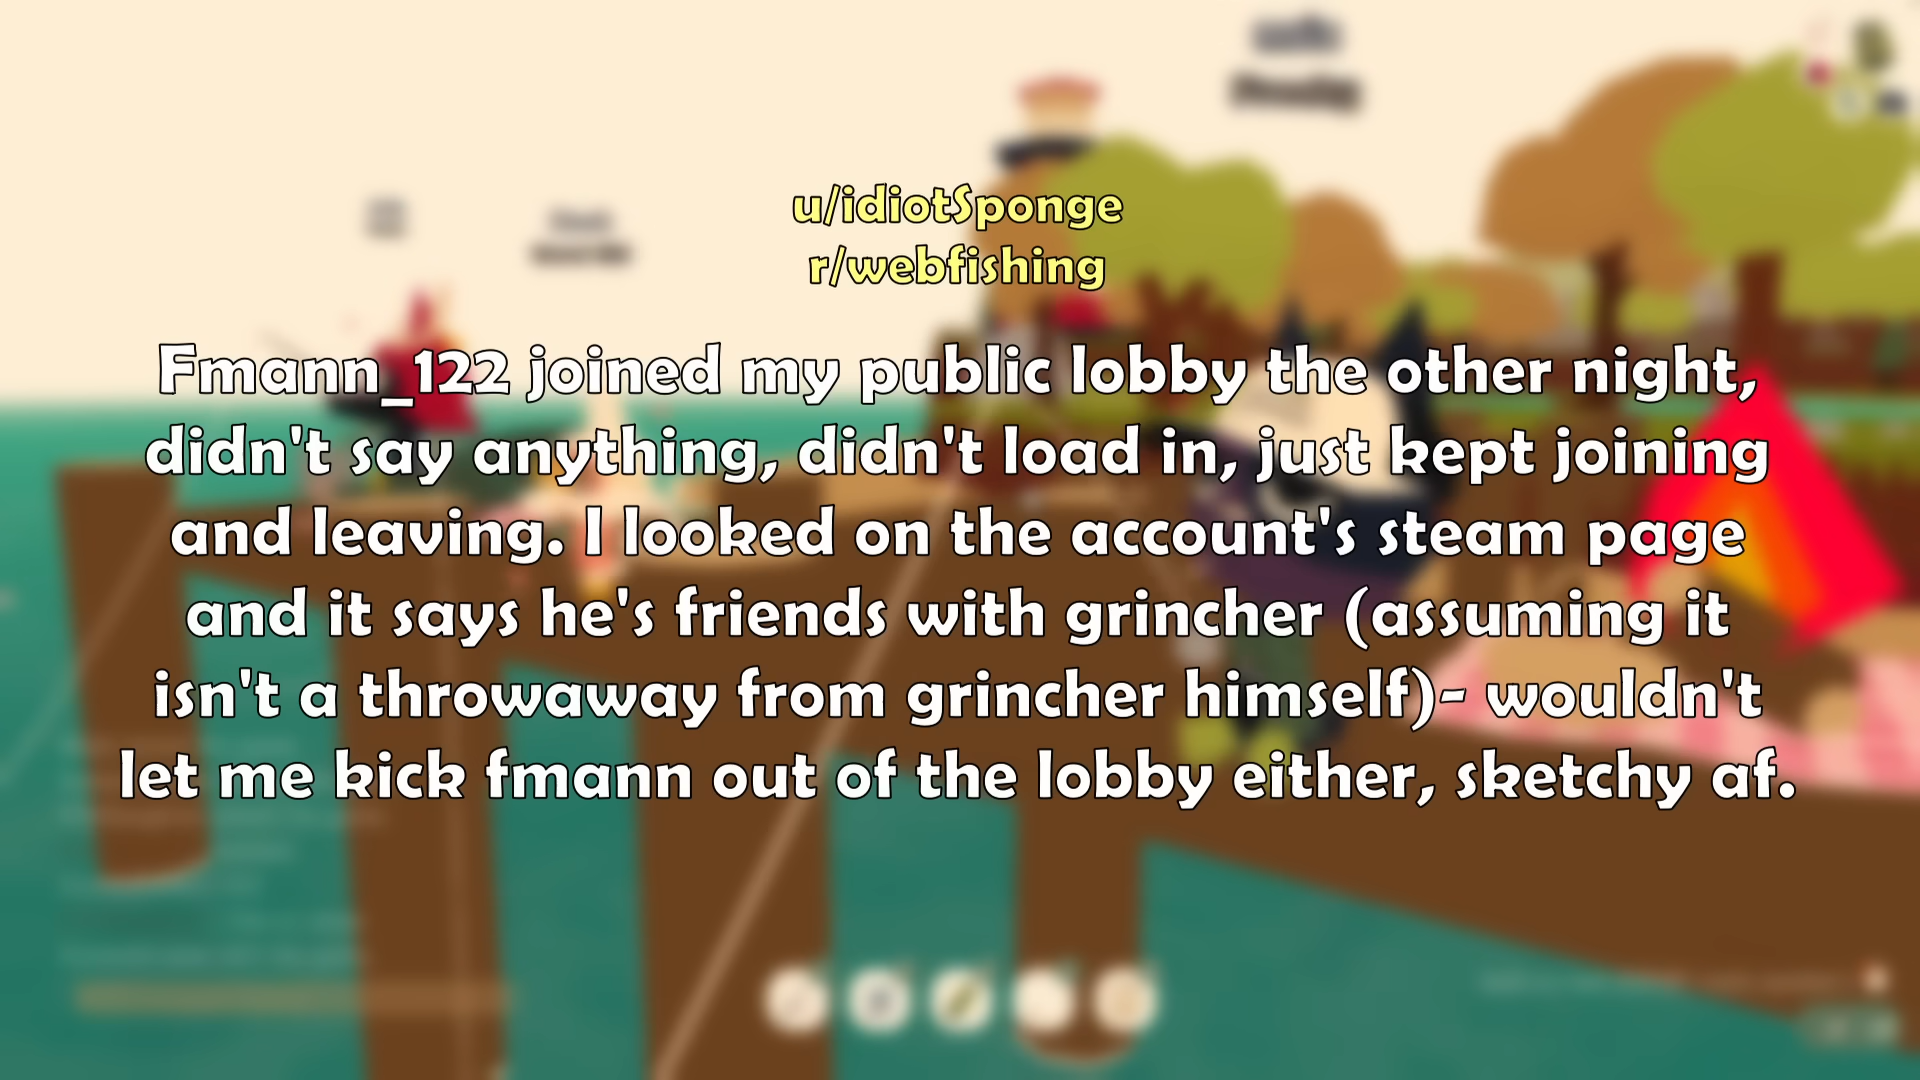 u/idiotSponge
r/webfishing
Fmann_122 joined my public lobby the other night,
didn't say anything, didn't load in, just kept joining
and leaving. I looked on the account's steam page
and it says he's friends with grincher (assuming it
isn't a throwaway from grincher himself)- wouldn't
let me kick fmann out of the lobby either, sketchy af.